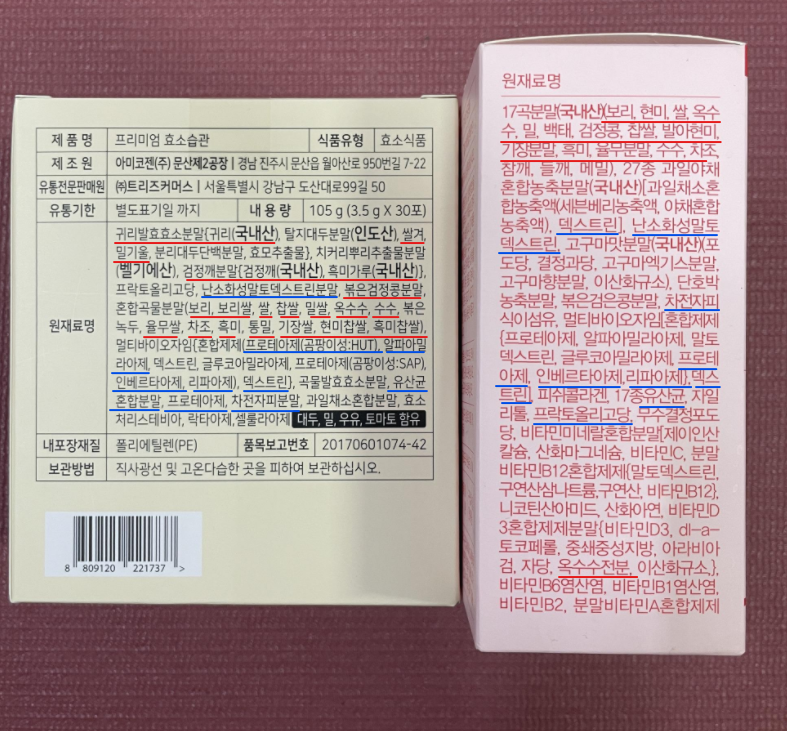 제 품 명 프리미엄 효소습관 식품유형 효소식품
제 조 원 아미코젠(주) 문산제2공장 | 경남 진주시 문산읍 월아산로 950번길 7-22
유통전문판매원 ㈜트리즈커머스 | 서울특별시 강남구 도산대로99길 50
유통기한 별도표기일 까지 내 용 량 105 g (3.5 g X 30포)
원재료명
귀리발효효소분말{귀리(국내산), 탈지대두분말(인도산), 쌀겨,
밀기울, 분리대두단백분말, 효모추출물}, 치커리뿌리추출물분말
(벨기에산), 검정깨분말{검정깨(국내산), 흑미가루(국내산)},
프락토올리고당, 난소화성말토덱스트린분말, 볶은검정콩분말,
혼합곡물분말(보리, 보리쌀, 쌀, 찹쌀, 밀쌀, 옥수수, 수수, 볶은
녹두, 율무쌀, 차조, 흑미, 통밀, 기장쌀, 현미찹쌀, 흑미찹쌀),
멀티바이오자임{혼합제제(프로테아제(곰팡이성:HUT), 알파아밀
라아제, 덱스트린, 글루코아밀라아제, 프로테아제(곰팡이성:SAP),
인베르타아제, 리파아제), 덱스트린}, 곡물발효효소분말, 유산균
혼합분말, 프로테아제, 차전자피분말, 과일채소혼합분말, 효소
처리스테비아, 락타아제,셀룰라아제 대두, 밀, 우유, 토마토 함유
내포장재질 폴리에틸렌(PE) 품목보고번호 20170601074-42
보관방법 직사광선 및 고온다습한 곳을 피하여 보관하십시오.
8 809120 221737 >
원재료명
17곡분말(국내산)(보리, 현미, 쌀, 옥수
수, 밀, 백태, 검정콩, 찹쌀, 발아현미,
기장분말, 흑미, 율무분말, 수수, 차조,
참깨, 들깨, 메밀), 27종 과일야채
혼합농축분말(국내산)[과일채소혼
합농축액(세븐베리농축액, 야채혼합
농축액), 덱스트린], 난소화성말토
덱스트린, 고구마맛분말(국내산)(포
도당, 결정과당, 고구마엑기스분말,
고구마향분말, 이산화규소), 단호박
농축분말, 볶은검은콩분말, 차전자피
식이섬유, 멀티바이오자임[혼합제제
{프로테아제, 알파아밀라아제, 말토
덱스트린, 글루코아밀라아제, 프로테
아제, 인베르타아제,리파아제},덱스
트린], 피쉬콜라겐, 17종유산균, 자일
리톨, 프락토올리고당, 무수결정포도
당, 비타민미네랄혼합분말[제이인산
칼슘, 산화마그네슘, 비타민C, 분말
비타민B12혼합제제{말토덱스트린,
구연산삼나트륨,구연산, 비타민B12},
니코틴산아미드, 산화아연, 비타민D
3혼합제제분말{비타민D3, dl-a-
토코페롤, 중쇄중성지방, 아라비아
검, 자당, 옥수수전분, 이산화규소,},
비타민B6염산염, 비타민B1염산염,
비타민B2, 분말비타민A혼합제제